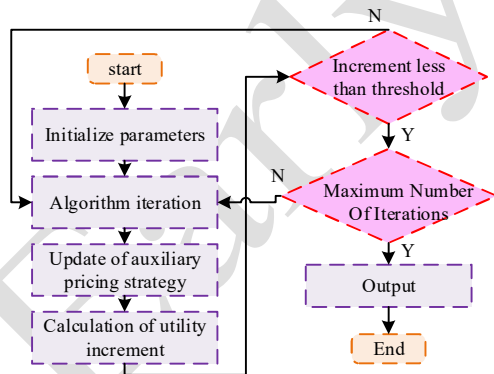 start
Initialize parameters
Algorithm iteration
Update of auxiliary
pricing strategy
Calculation of utility
increment
N
Increment less
than threshold
Y
N
Maximum Number
Of Iterations
Y
Output
End